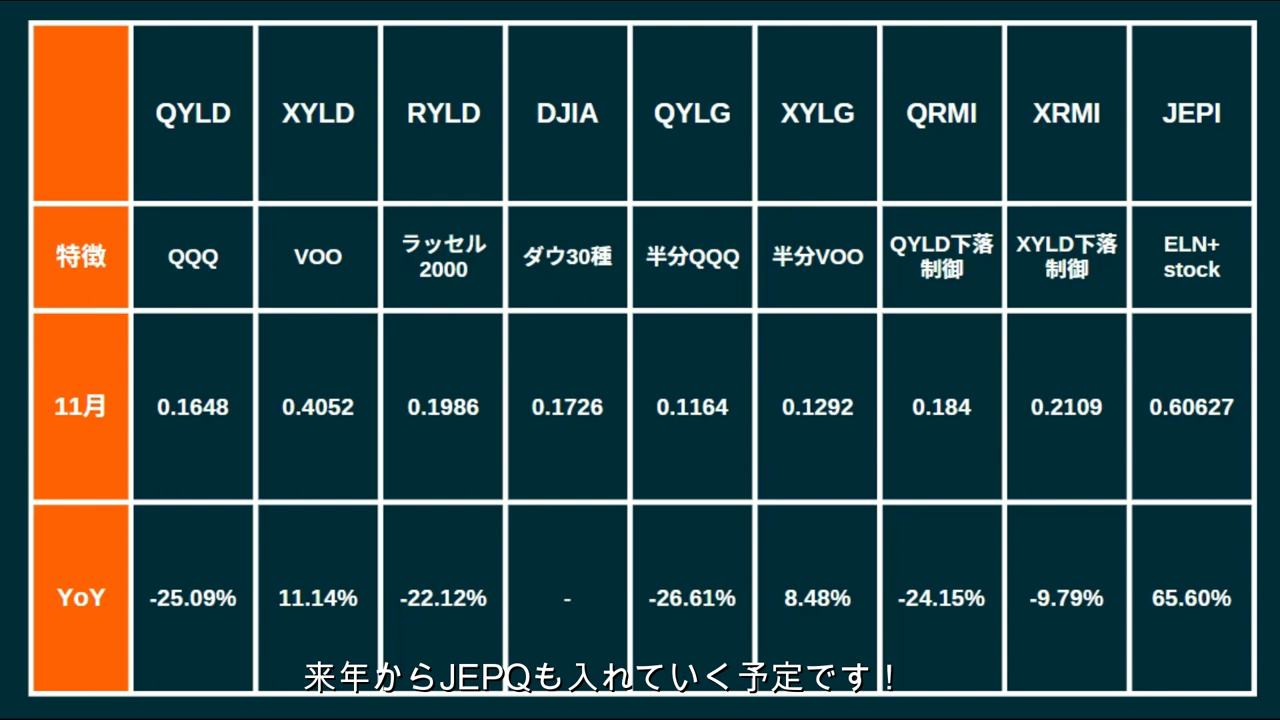 QYLD XYLD RYLD DJIA QYLG XYLG QRMI XRMI JEPI
特徴 QQQ VOO ラッセル2000 ダウ30種 半分QQQ 半分VOO QYLD下落制御 XYLD下落制御 ELN+ stock
11月 0.1648 0.4052 0.1986 0.1726 0.1164 0.1292 0.184 0.2109 0.60627
YoY -25.09% 11.14% -22.12% - -26.61% 8.48% -24.15% -9.79% 65.60%
来年からJEPQも入れていく予定です！